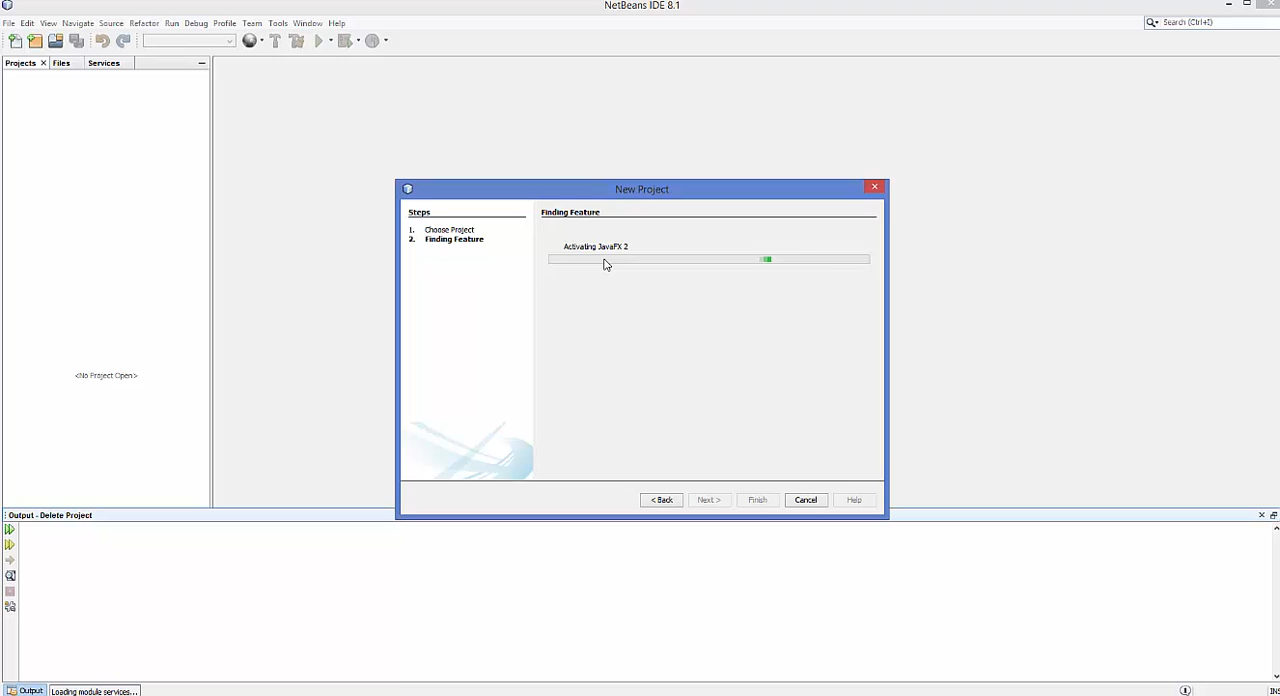 NetBeans IDE 8.1
File Edit View Navigate Source Refactor Run Debug Profile Team Tools Window Help
Search (Ctrl+I)
Projects Files Services
New Project
Steps
1. Choose Project
2. Finding Feature
Finding Feature
Activating JavaFX 2
<No Project Open>
< Back Next > Finish Cancel Help
Output - Delete Project
Output Loading module services...